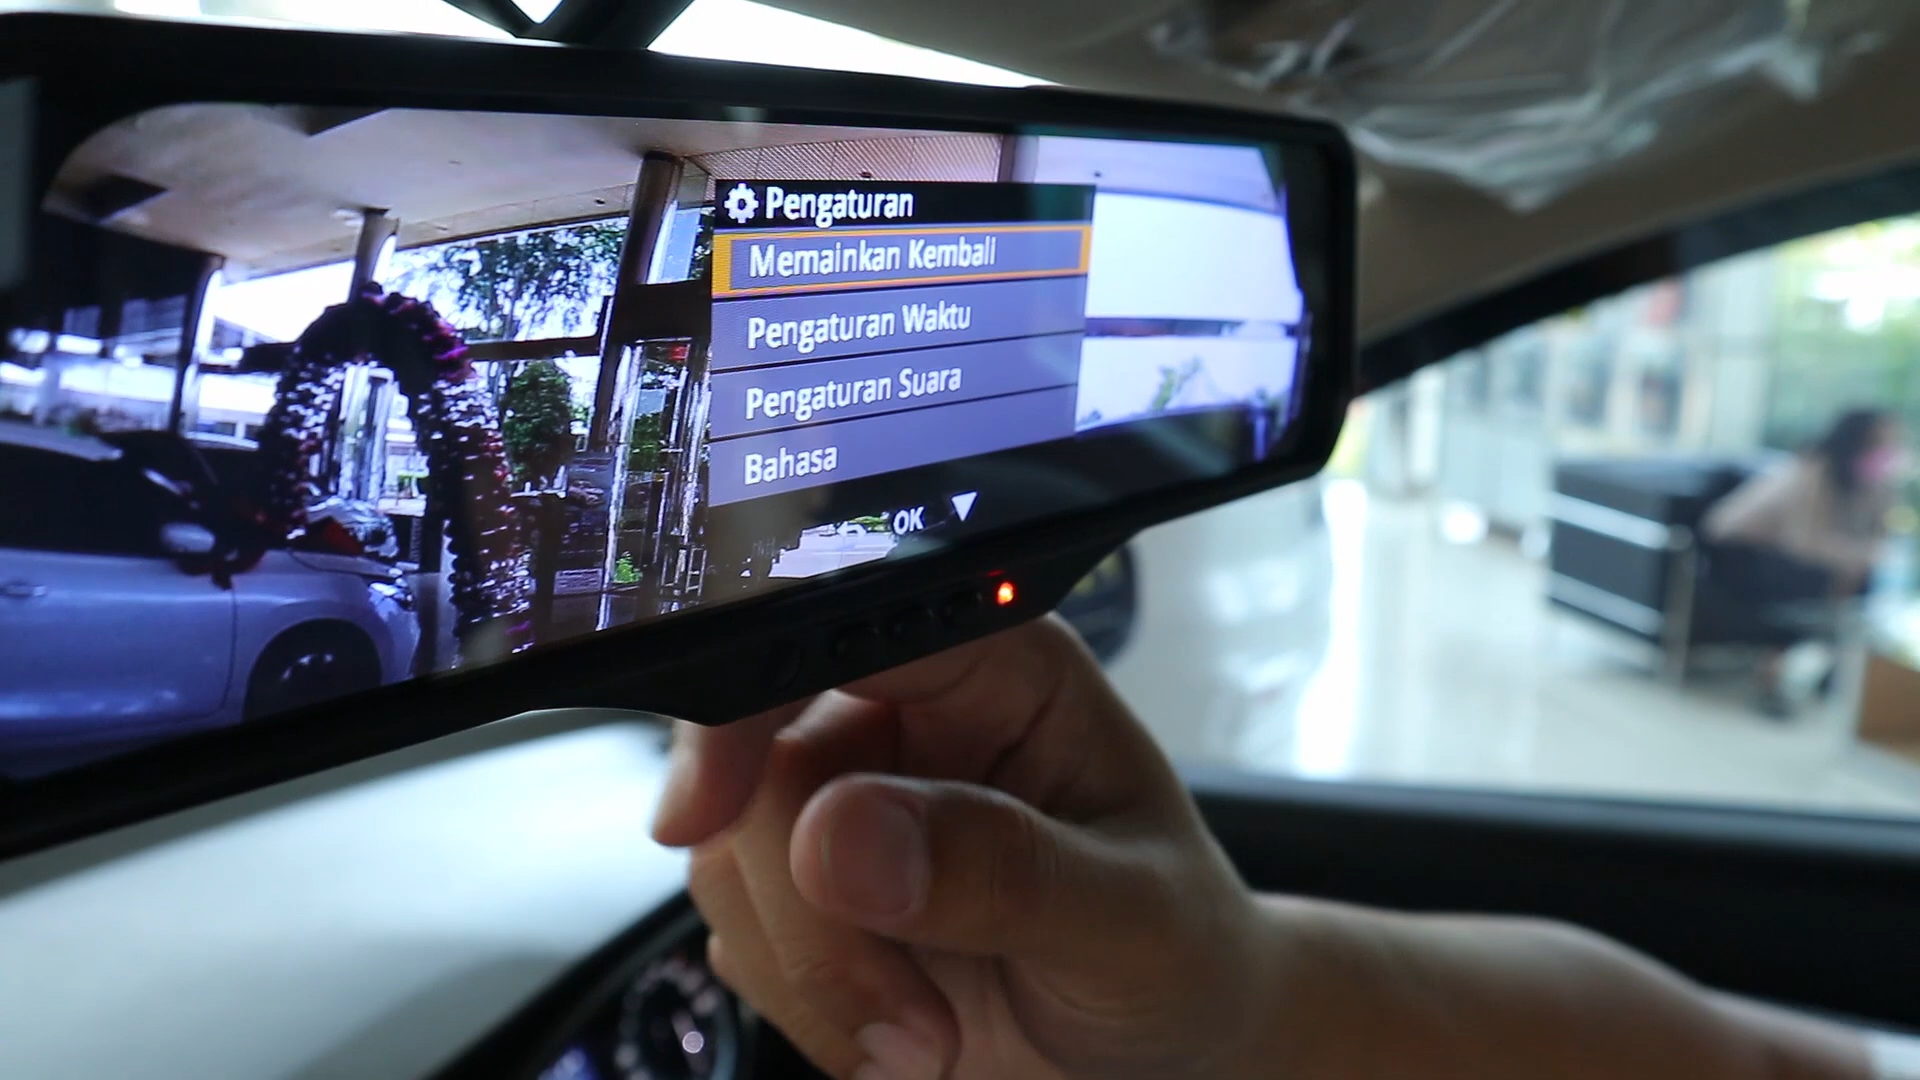 Pengaturan
Memainkan Kembali
Pengaturan Waktu
Pengaturan Suara
Bahasa
OK